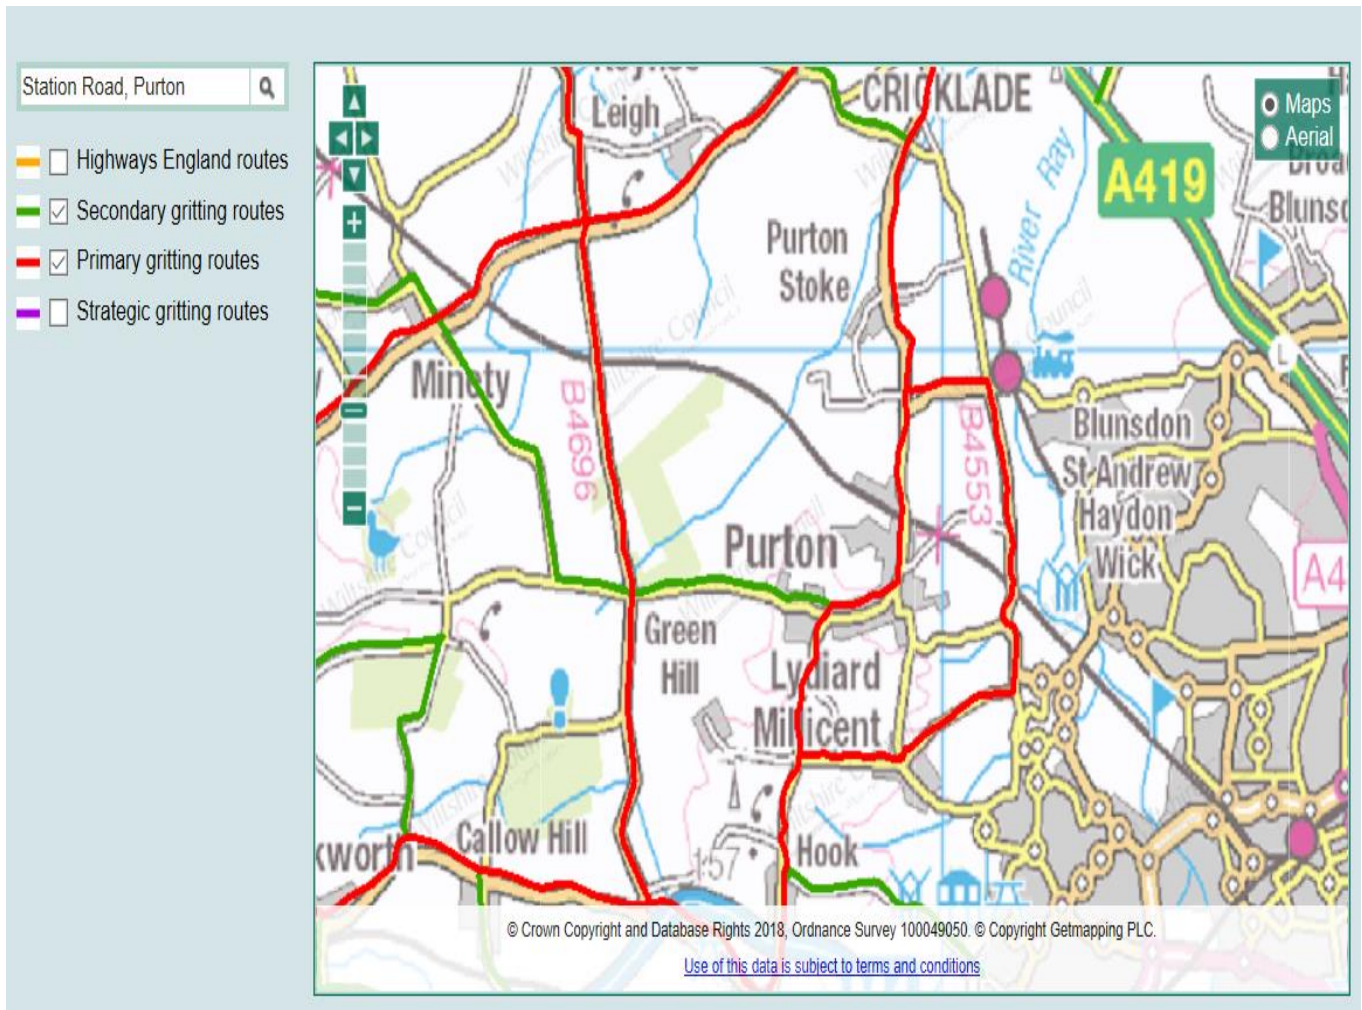 Station Road, Purton
Highways England routes
Secondary gritting routes
Primary gritting routes
Strategic gritting routes
Maps
Aerial
Leigh
CRICKLADE
A419
River Ray
Purton
Stoke
Minety
B4696
B4553
Blunsdon
St Andrew
Haydon
Wick
Purton
Green
Hill
Lydiard
Millicent
Callow Hill
Hook
L
A4
Wiltshire Council
© Crown Copyright and Database Rights 2018, Ordnance Survey 100049050. © Copyright Getmapping PLC.
Use of this data is subject to terms and conditions